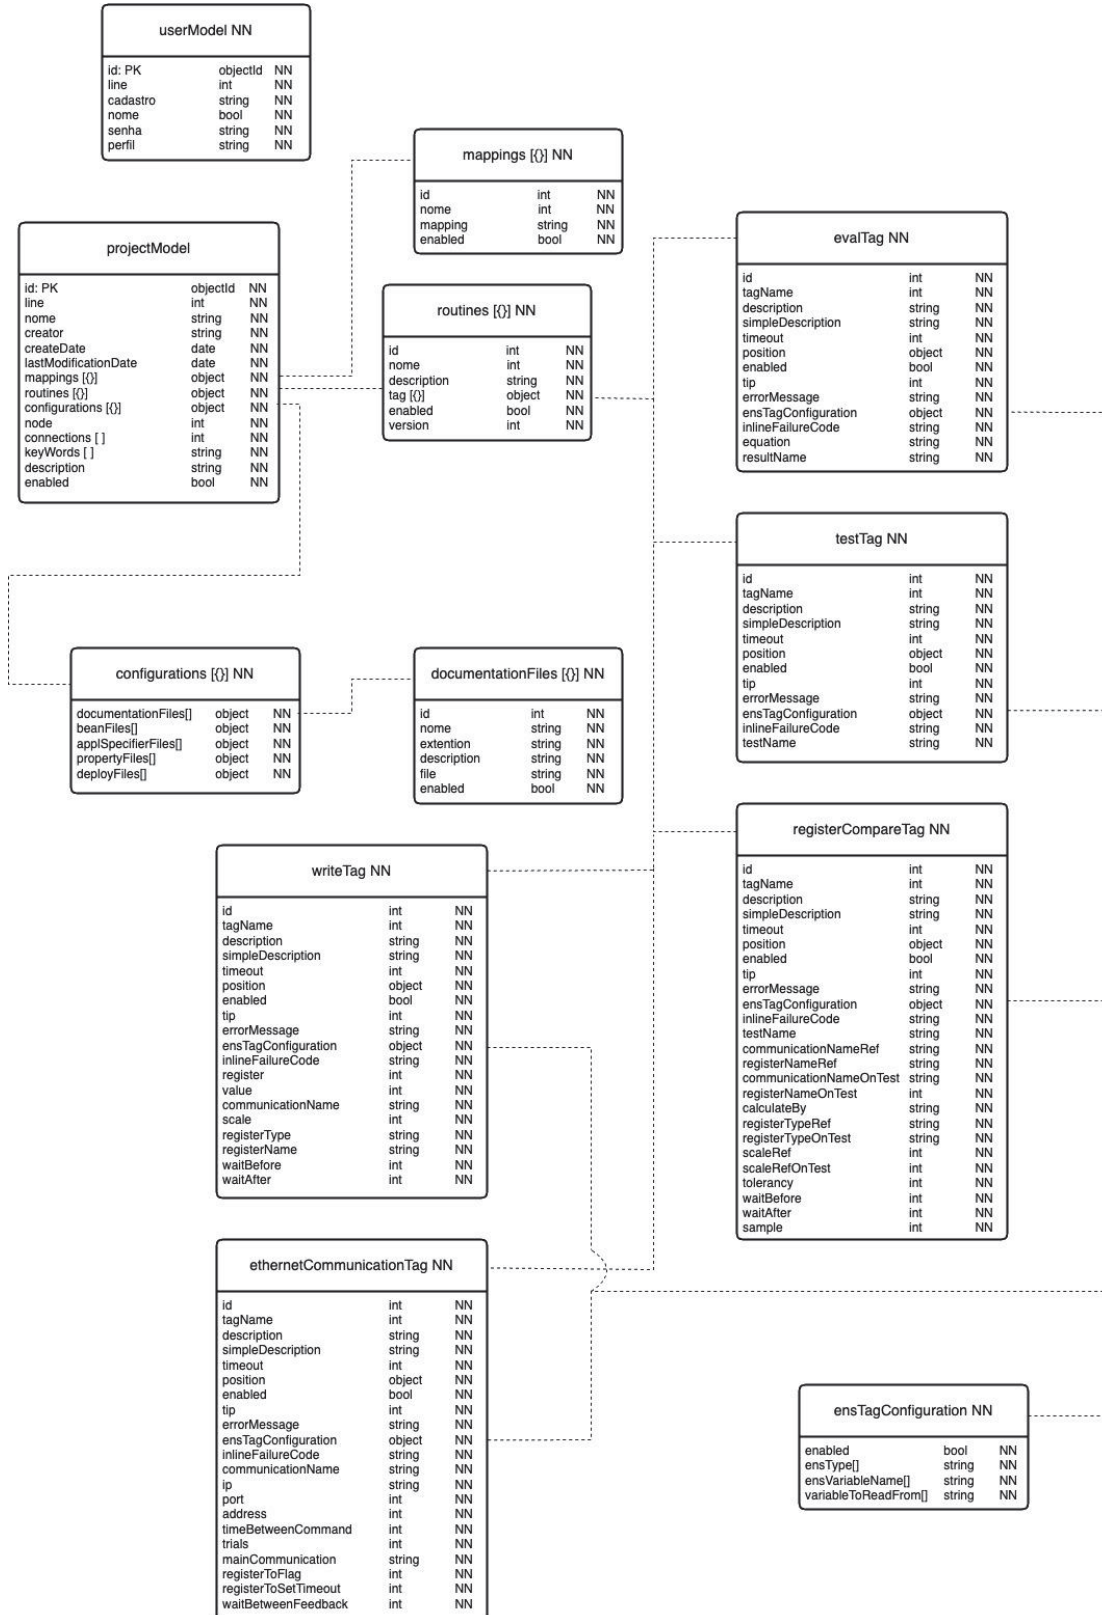 userModel NN
id: PK objectId NN
line int NN
cadastro string NN
nome bool NN
senha string NN
perfil string NN
mappings [{}] NN
id int NN
nome int NN
mapping string NN
enabled bool NN
projectModel
id: PK objectId NN
line int NN
nome string NN
creator string NN
createDate date NN
lastModificationDate date NN
mappings [{}] object NN
routines [{}] object NN
configurations [{}] object NN
node int NN
connections [ ] int NN
keyWords [ ] string NN
description string NN
enabled bool NN
routines [{}] NN
id int NN
nome int NN
description string NN
tag [{}] object NN
enabled bool NN
version int NN
evalTag NN
id int NN
tagName int NN
description string NN
simpleDescription string NN
timeout int NN
position object NN
enabled bool NN
tip int NN
errorMessage string NN
ensTagConfiguration object NN
inlineFailureCode string NN
equation string NN
resultName string NN
testTag NN
id int NN
tagName int NN
description string NN
simpleDescription string NN
timeout int NN
position object NN
enabled bool NN
tip int NN
errorMessage string NN
ensTagConfiguration object NN
inlineFailureCode string NN
testName string NN
configurations [{}] NN
documentationFiles[] object NN
beanFiles[] object NN
applSpecifierFiles[] object NN
propertyFiles[] object NN
deployFiles[] object NN
documentationFiles [{}] NN
id int NN
nome string NN
extention string NN
description string NN
file string NN
enabled bool NN
registerCompareTag NN
id int NN
tagName int NN
description string NN
simpleDescription string NN
timeout int NN
position object NN
enabled bool NN
tip int NN
errorMessage string NN
ensTagConfiguration object NN
inlineFailureCode string NN
testName string NN
communicationNameRef string NN
registerNameRef string NN
communicationNameOnTest string NN
registerNameOnTest int NN
calculateBy string NN
registerTypeRef string NN
registerTypeOnTest string NN
scaleRef int NN
scaleRefOnTest int NN
tolerancy int NN
waitBefore int NN
waitAfter int NN
sample int NN
writeTag NN
id int NN
tagName int NN
description string NN
simpleDescription string NN
timeout int NN
position object NN
enabled bool NN
tip int NN
errorMessage string NN
ensTagConfiguration object NN
inlineFailureCode string NN
register int NN
value int NN
communicationName string NN
scale int NN
registerType string NN
registerName string NN
waitBefore int NN
waitAfter int NN
ethernetCommunicationTag NN
id int NN
tagName int NN
description string NN
simpleDescription string NN
timeout int NN
position object NN
enabled bool NN
tip int NN
errorMessage string NN
ensTagConfiguration object NN
inlineFailureCode string NN
communicationName string NN
ip string NN
port int NN
address int NN
timeBetweenCommand int NN
trials int NN
mainCommunication string NN
registerToFlag int NN
registerToSetTimeout int NN
waitBetweenFeedback int NN
ensTagConfiguration NN
enabled bool NN
ensType[] string NN
ensVariableName[] string NN
variableToReadFrom[] string NN